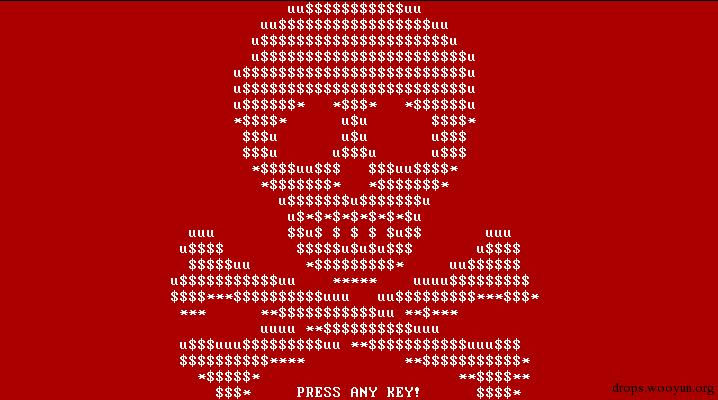 uu$$$$$$$$$$$uu
uu$$$$$$$$$$$$$$$$$uu
u$$$$$$$$$$$$$$$$$$$$$u
u$$$$$$$$$$$$$$$$$$$$$$$u
u$$$$$$$$$$$$$$$$$$$$$$$$$u
u$$$$$$$$$$$$$$$$$$$$$$$$$u
u$$$$$$*   *$$$*   *$$$$$$u
*$$$$*      u$u       $$$$*
$$$u       u$u       u$$$
$$$u      u$$$u      u$$$
*$$$$uu$$$   $$$uu$$$$*
*$$$$$$$*   *$$$$$$$*
u$$$$$$$u$$$$$$$u
u$*$*$*$*$*$*$u
uuu        $$u$ $ $ $ $u$$       uuu
u$$$$        $$$$$u$u$u$$$       u$$$$
$$$$$uu      *$$$$$$$$$*     uu$$$$$$
u$$$$$$$$$$$uu    *****    uuuu$$$$$$$$$
$$$$***$$$$$$$$$$uuu   uu$$$$$$$$$***$$$*
***      **$$$$$$$$$$$uu **$***
uuuu **$$$$$$$$$$uuu
u$$$uuu$$$$$$$$$uu **$$$$$$$$$$$uuu$$$
$$$$$$$$$$****           **$$$$$$$$$$$*
*$$$$$*                      **$$$$**
$$$*     PRESS ANY KEY!      $$$$*
drops.wooyun.org